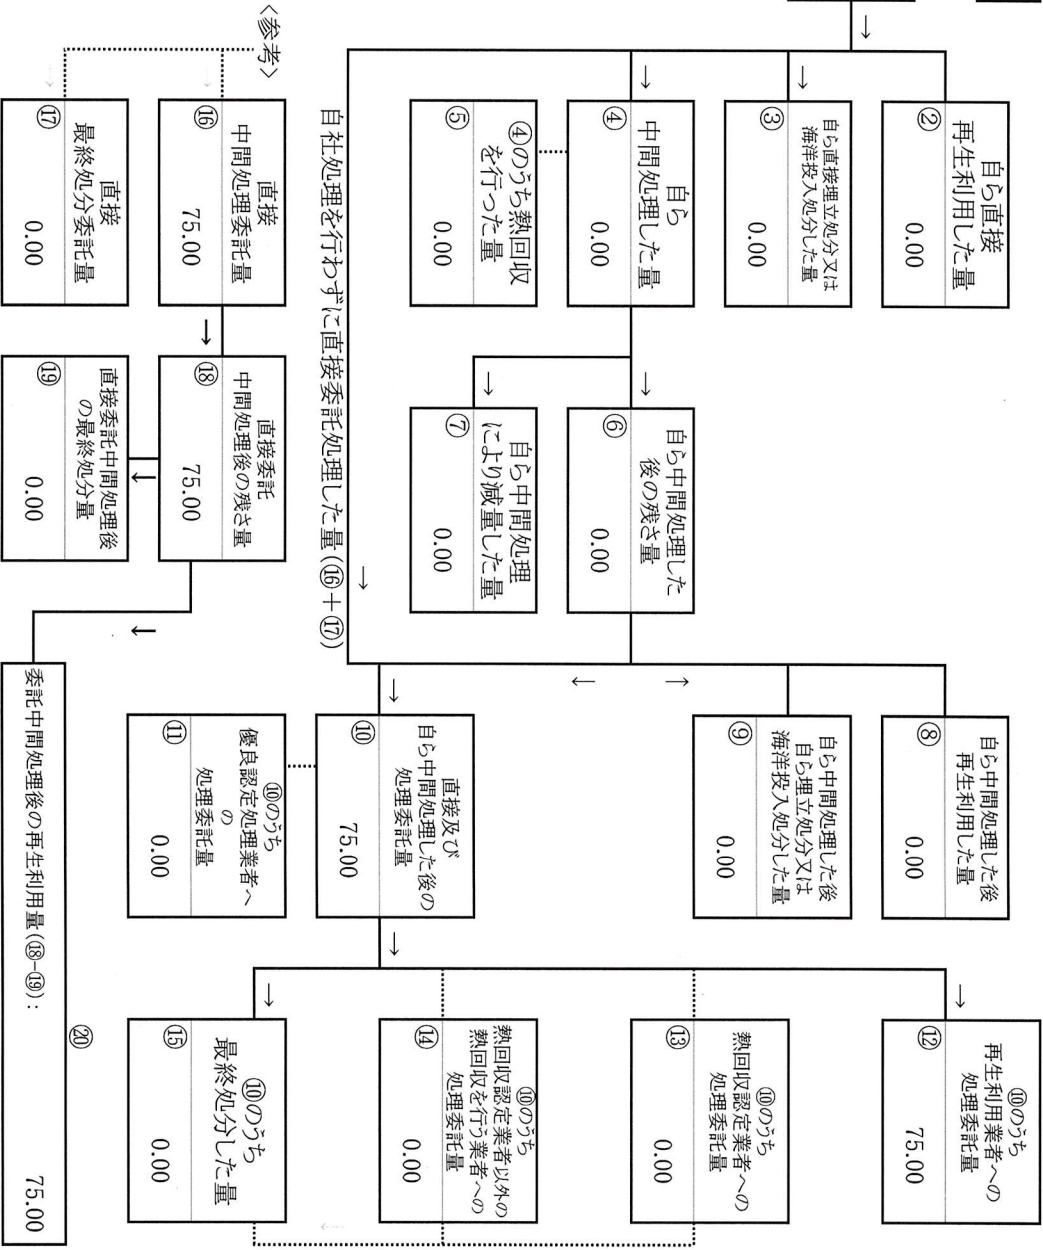 自ら直接
再生利用した量
②
0.00
自ら直接埋立処分又は
海洋投入処分した量
③
0.00
自ら
中間処理した量
④
0.00
④のうち熱回収
を行った量
⑤
0.00
自ら中間処理した
後の残さ量
⑥
0.00
自ら中間処理
により減量した量
⑦
0.00
自ら中間処理した後
再生利用した量
⑧
0.00
自ら中間処理した後
自ら埋立処分又は
海洋投入処分した量
⑨
0.00
直接及び
自ら中間処理した後の
処理委託量
⑩
75.00
⑩のうち
優良認定処理業者へ
の
処理委託量
⑪
0.00
⑩のうち
再生利用業者への
処理委託量
⑫
75.00
⑩のうち
熱回収認定業者への
処理委託量
⑬
0.00
⑩のうち
熱回収認定業者以外の
熱回収を行う業者への
処理委託量
⑭
0.00
⑩のうち
最終処分した量
⑮
0.00
自社処理を行わずに直接委託処理した量(⑯＋⑰)
<参考>
直接
中間処理委託量
⑯
75.00
直接
最終処分委託量
⑰
0.00
直接委託
中間処理後の残さ量
⑱
75.00
直接委託中間処理後
の最終処分量
⑲
0.00
⑳
委託中間処理後の再生利用量(⑱-⑲)： 75.00